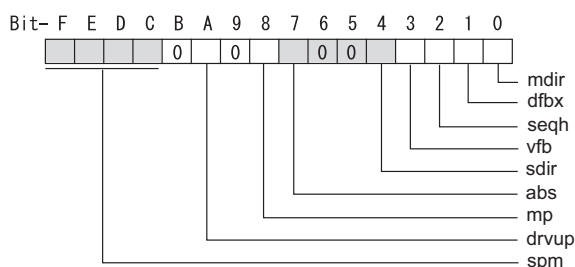 Bit- F E D C B A 9 8 7 6 5 4 3 2 1 0
0 0 0 0
mdir
dfbx
seqh
vfb
sdir
abs
mp
drvup
spm